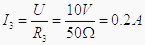 I₃ = U/R₃ = 10V/50Ω = 0.2A